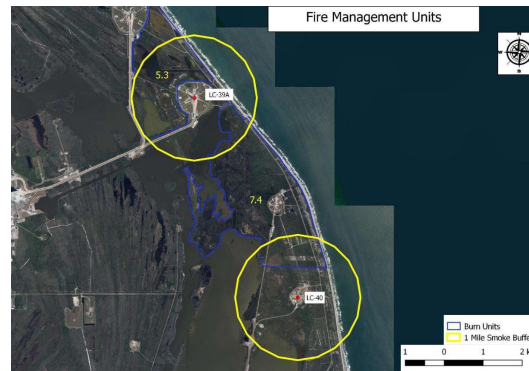 Fire Management Units
N
5.3
LC-39A
7.4
LC-40
Burn Units
1 Mile Smoke Buffe
1 0 1 2 k